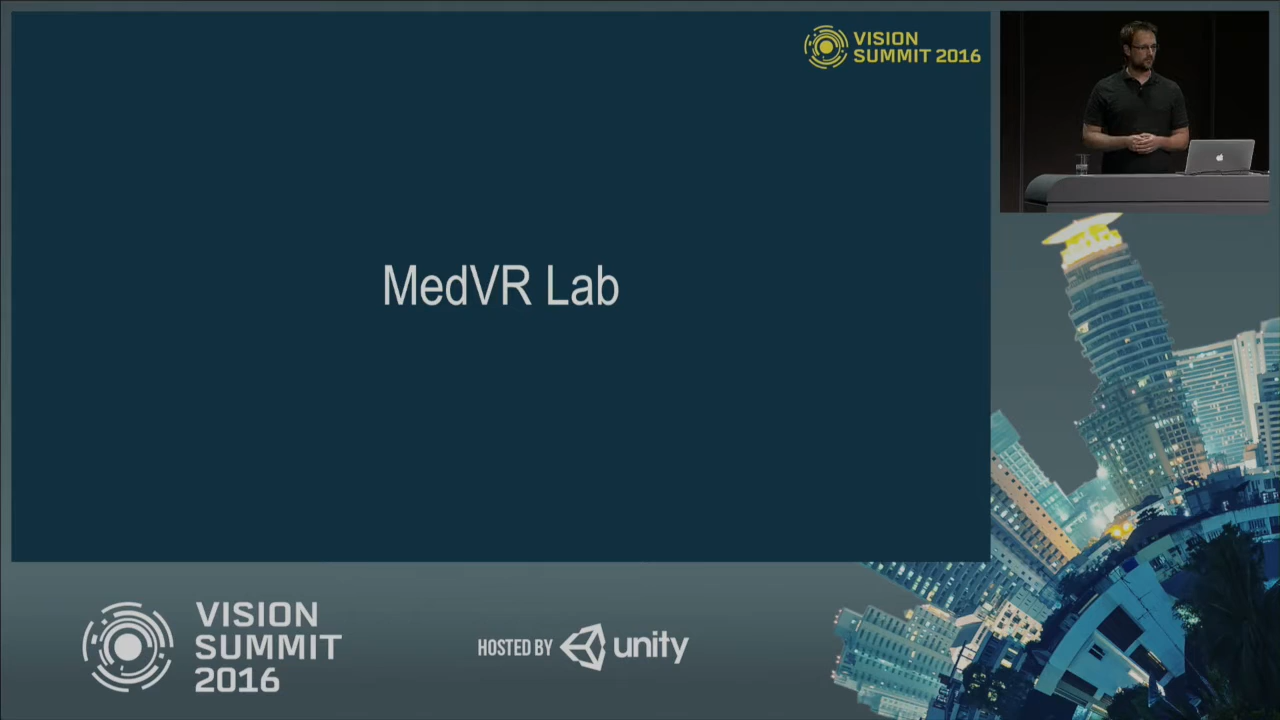 VISION
SUMMIT 2016
MedVR Lab
VISION
SUMMIT
2016
HOSTED BY unity